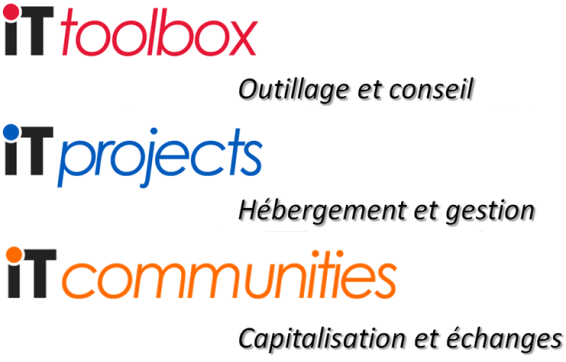 iT toolbox
Outillage et conseil
iT projects
Hébergement et gestion
iT communities
Capitalisation et échanges